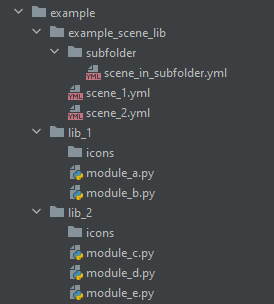 example
example_scene_lib
subfolder
YML scene_in_subfolder.yml
YML scene_1.yml
YML scene_2.yml
lib_1
icons
module_a.py
module_b.py
lib_2
icons
module_c.py
module_d.py
module_e.py